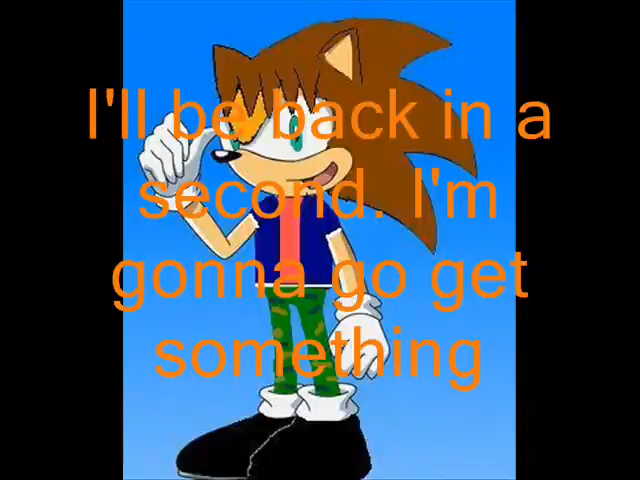 I'll be back in a
second. I'm
gonna go get
something